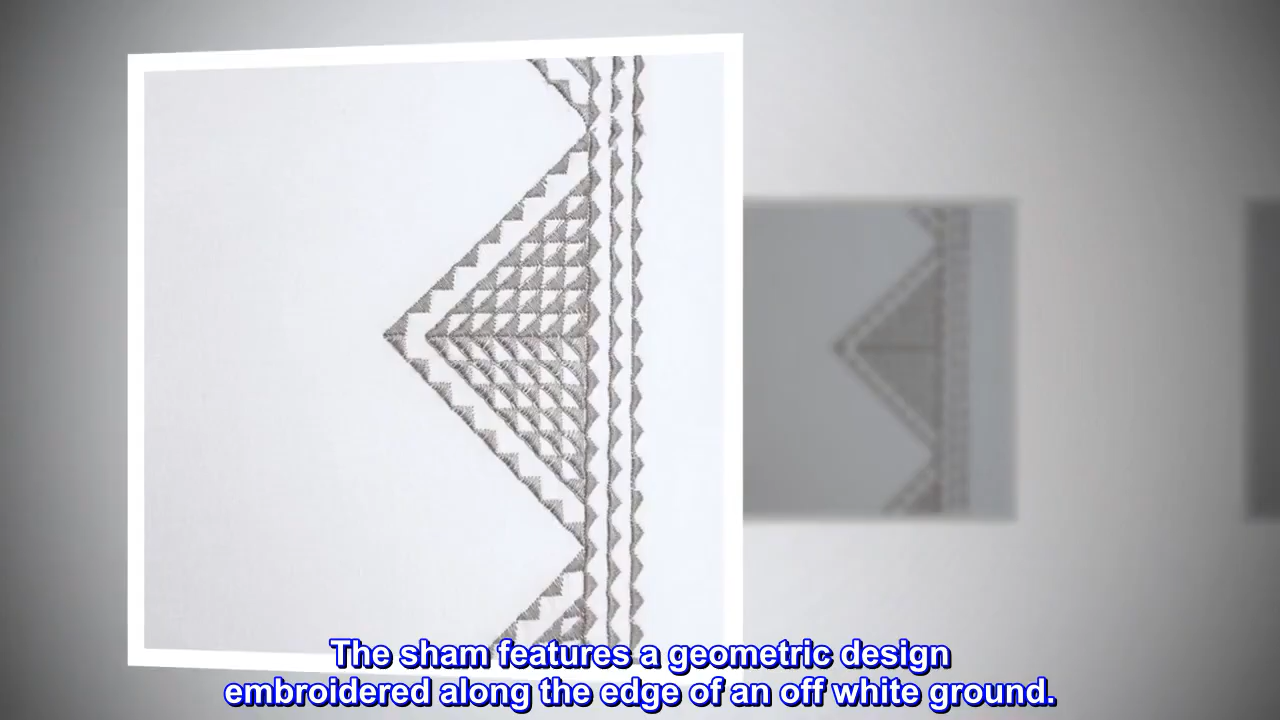 The sham features a geometric design
embroidered along the edge of an off white ground.